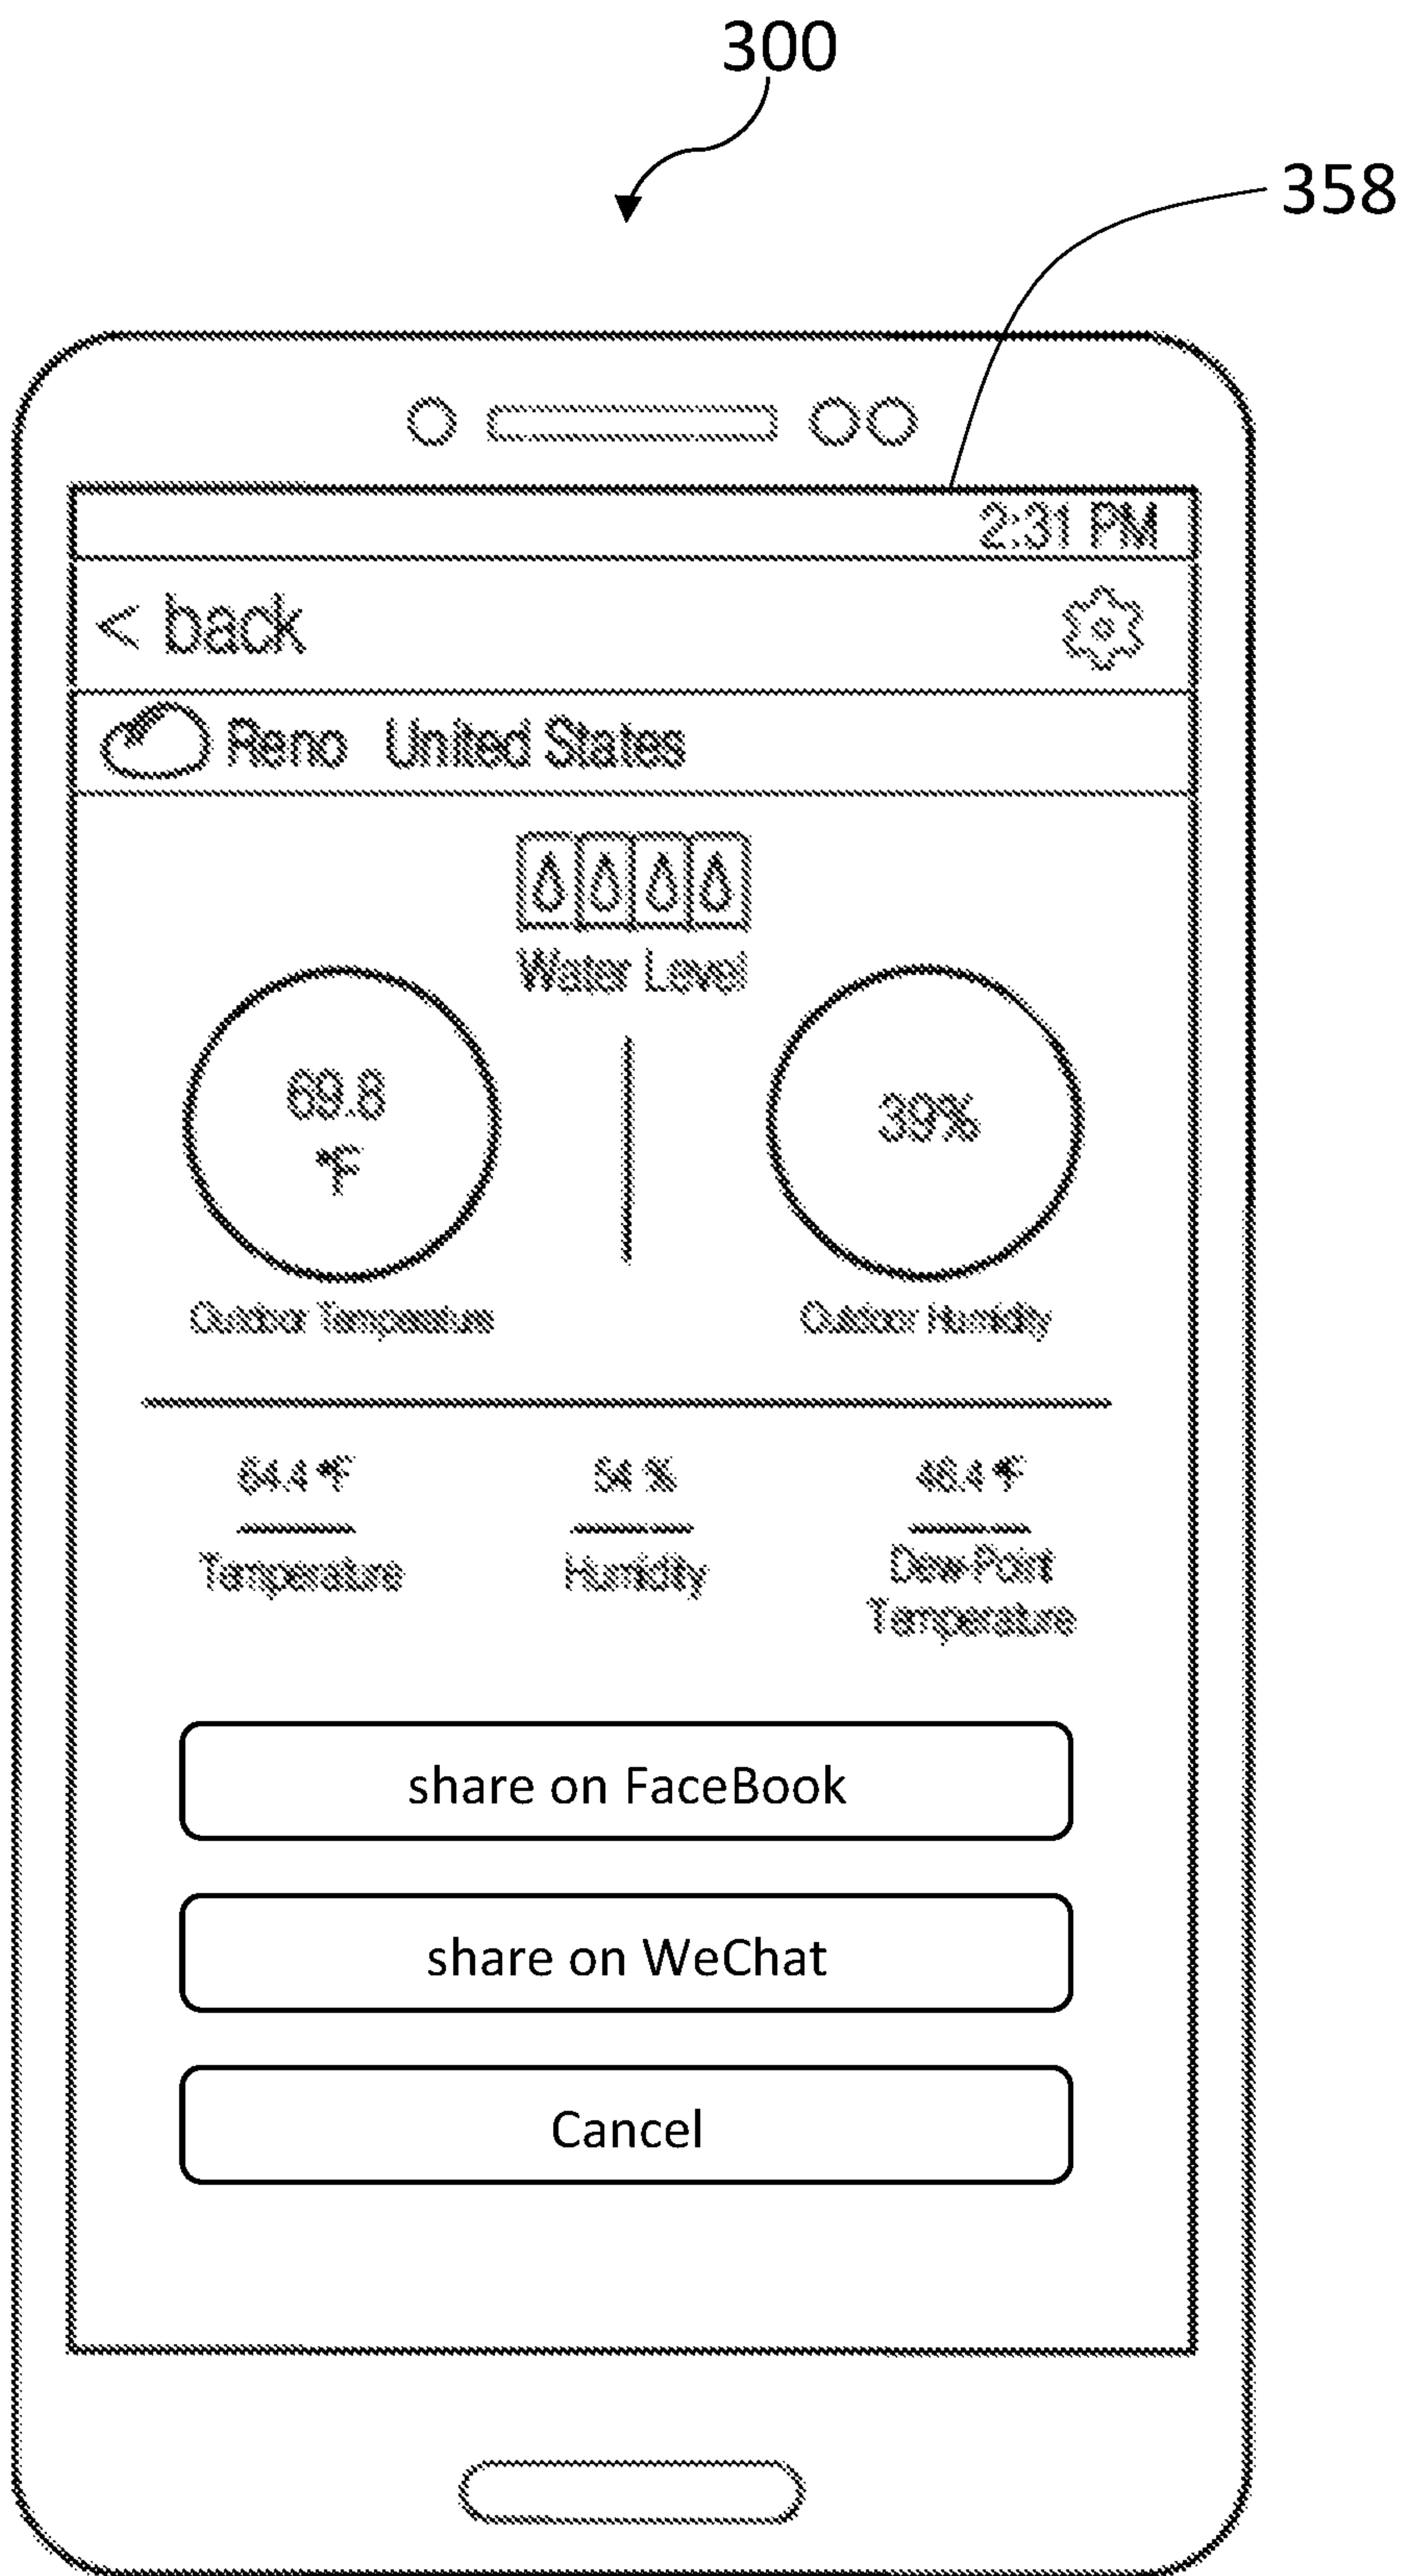 300
358
2:31 PM
< back
Reno United States
Water Level
69.8
°F
39%
Outdoor Temperature
Outdoor Humidity
64.4 °F
54 %
46.4 °F
Temperature
Humidity
Dew-Point
Temperature
share on FaceBook
share on WeChat
Cancel